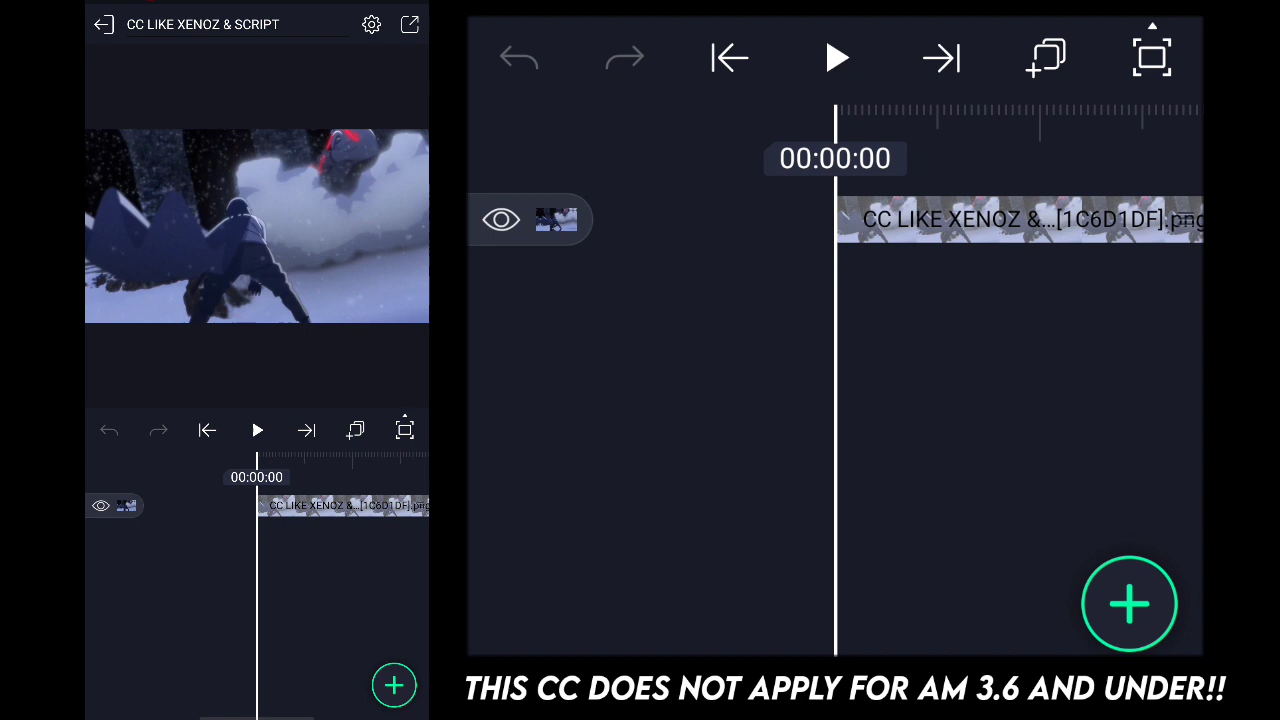 CC LIKE XENOZ & SCRIPT
00:00:00
CC LIKE XENOZ &...[1C6D1DF].png
00:00:00
CC LIKE XENOZ &...[1C6D1DF].png
THIS CC DOES NOT APPLY FOR AM 3.6 AND UNDER!!